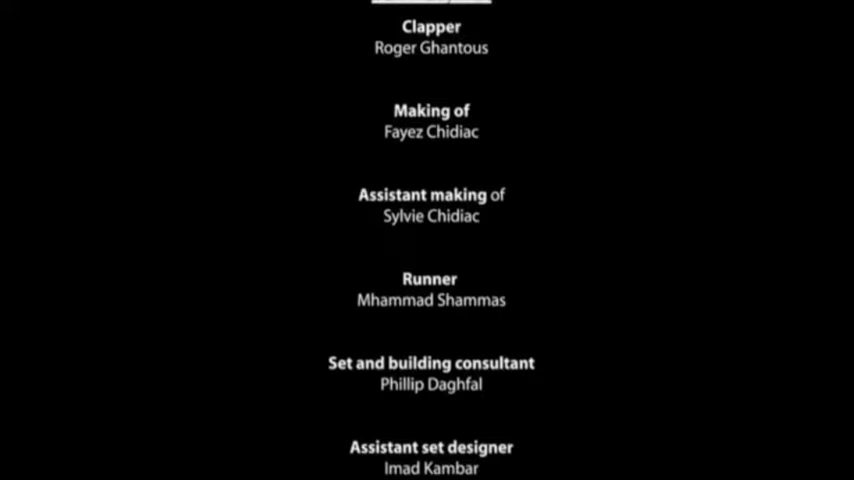 Clapper
Roger Ghantous
Making of
Fayez Chidiac
Assistant making of
Sylvie Chidiac
Runner
Mhammad Shammas
Set and building consultant
Phillip Daghfal
Assistant set designer
Imad Kambar